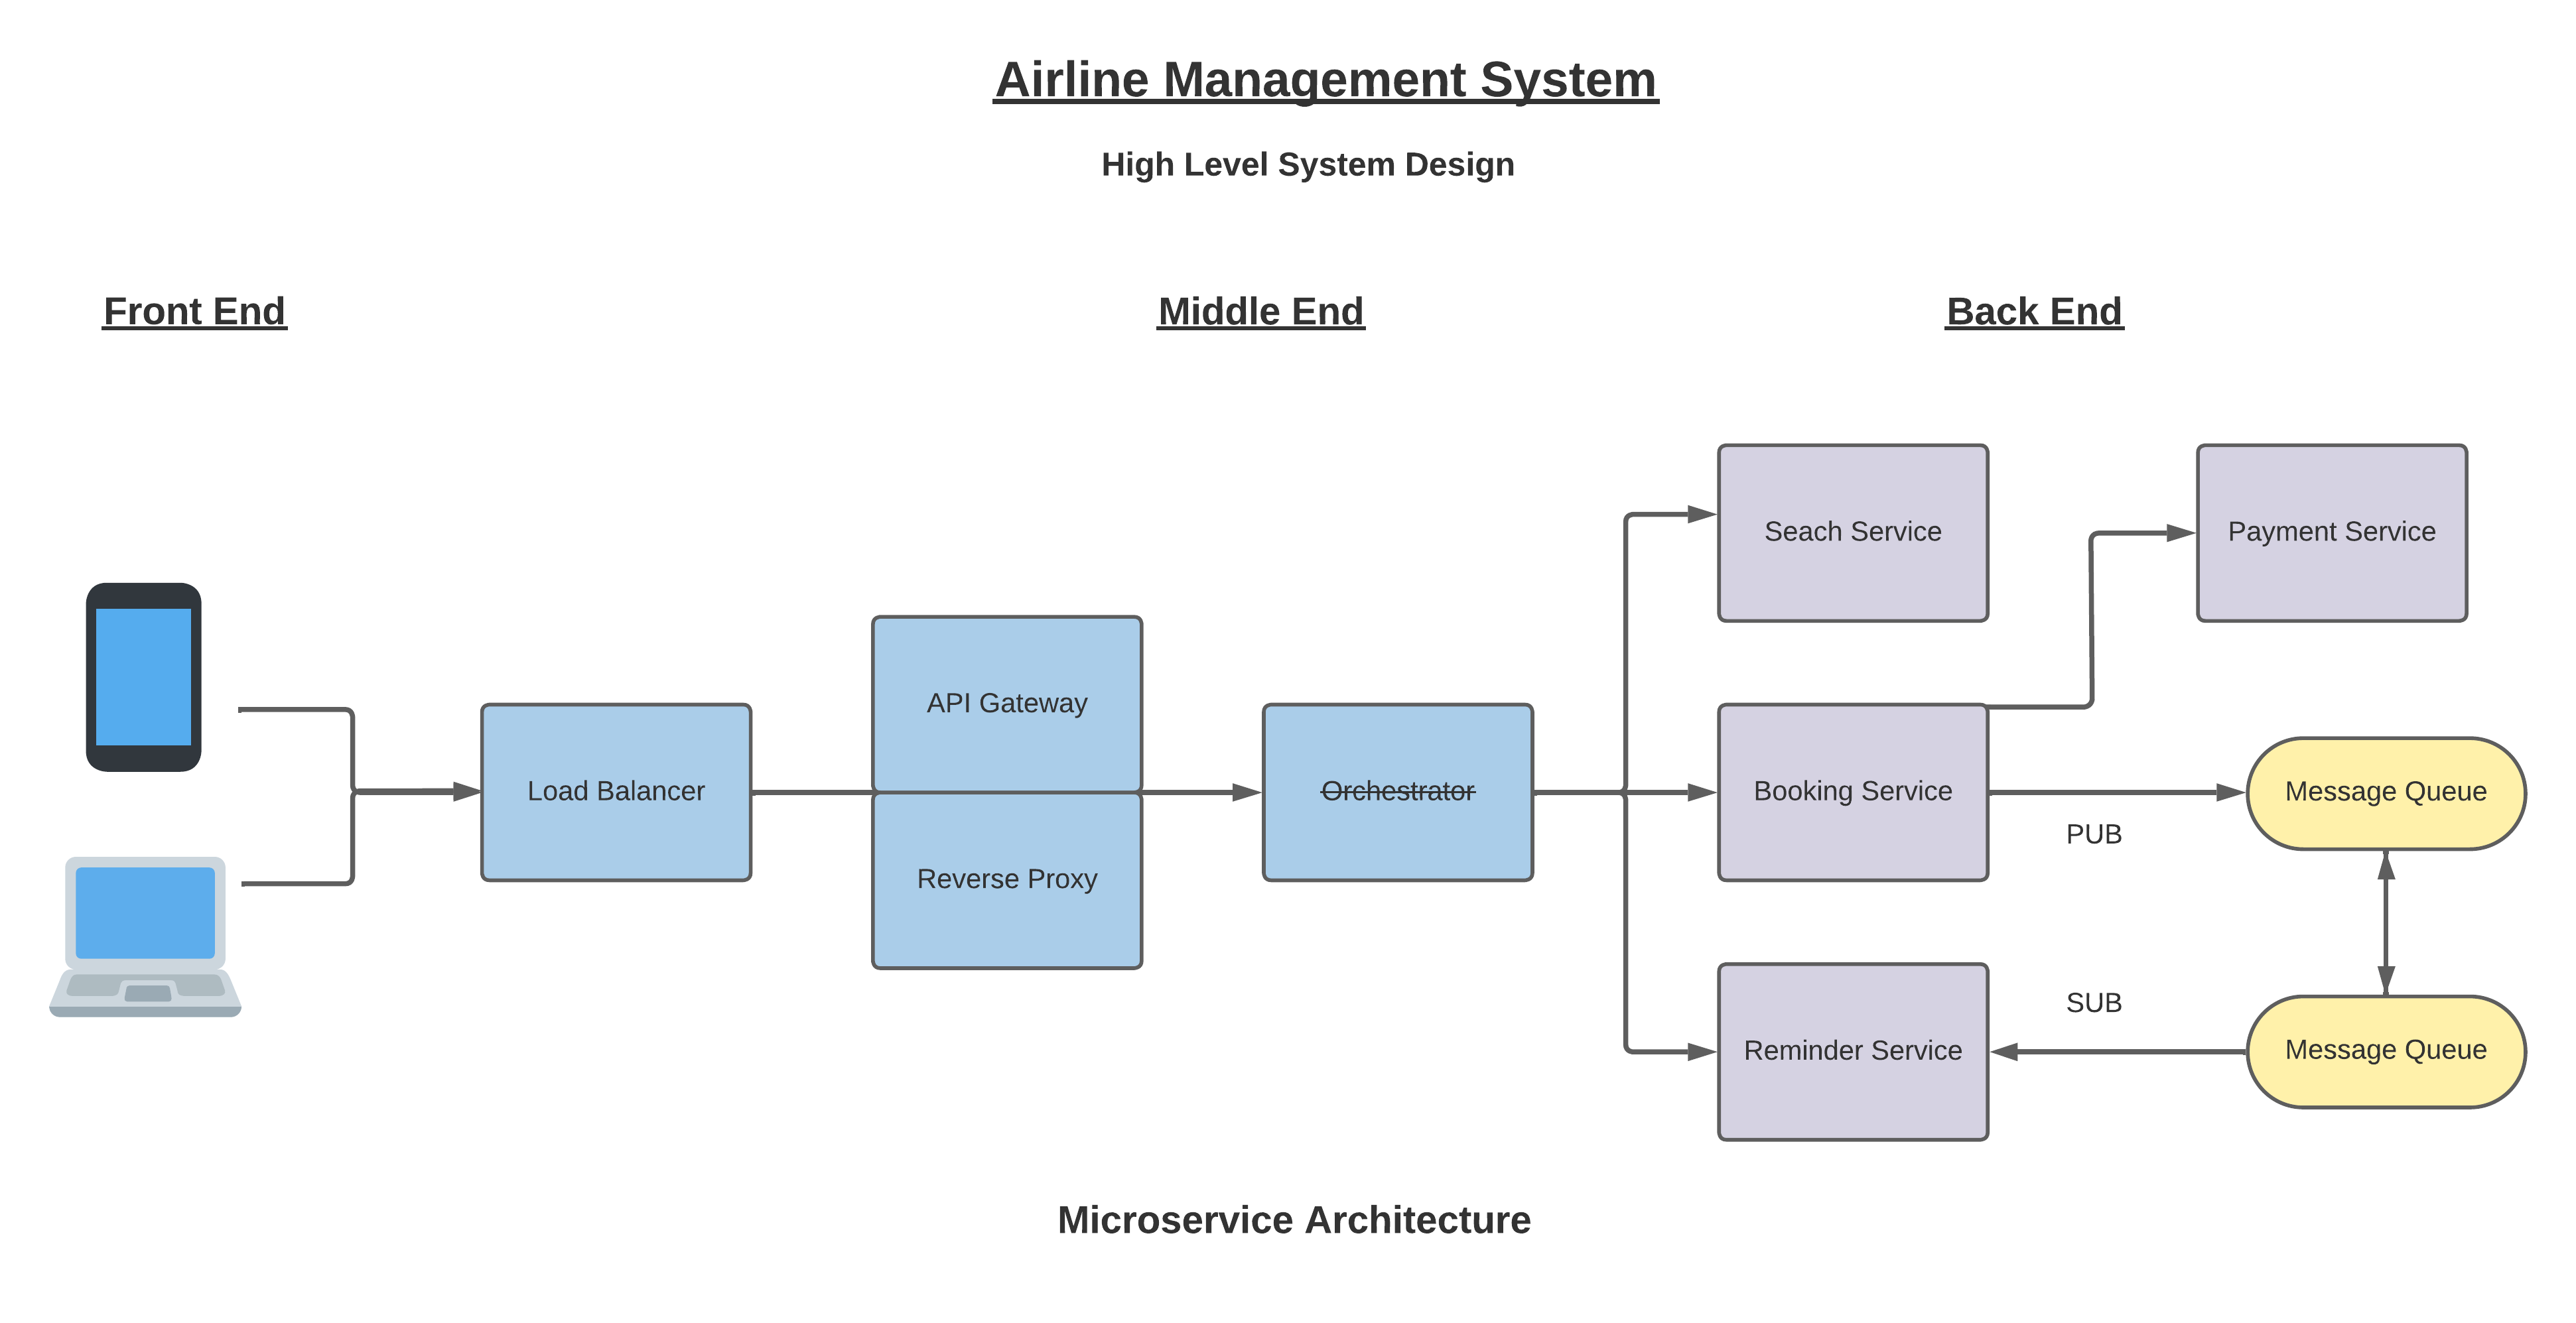 Airline Management System
High Level System Design
Front End
Middle End
Back End
Seach Service
Payment Service
API Gateway
Load Balancer
Orchestrator
Booking Service
Message Queue
PUB
Reverse Proxy
SUB
Reminder Service
Message Queue
Microservice Architecture